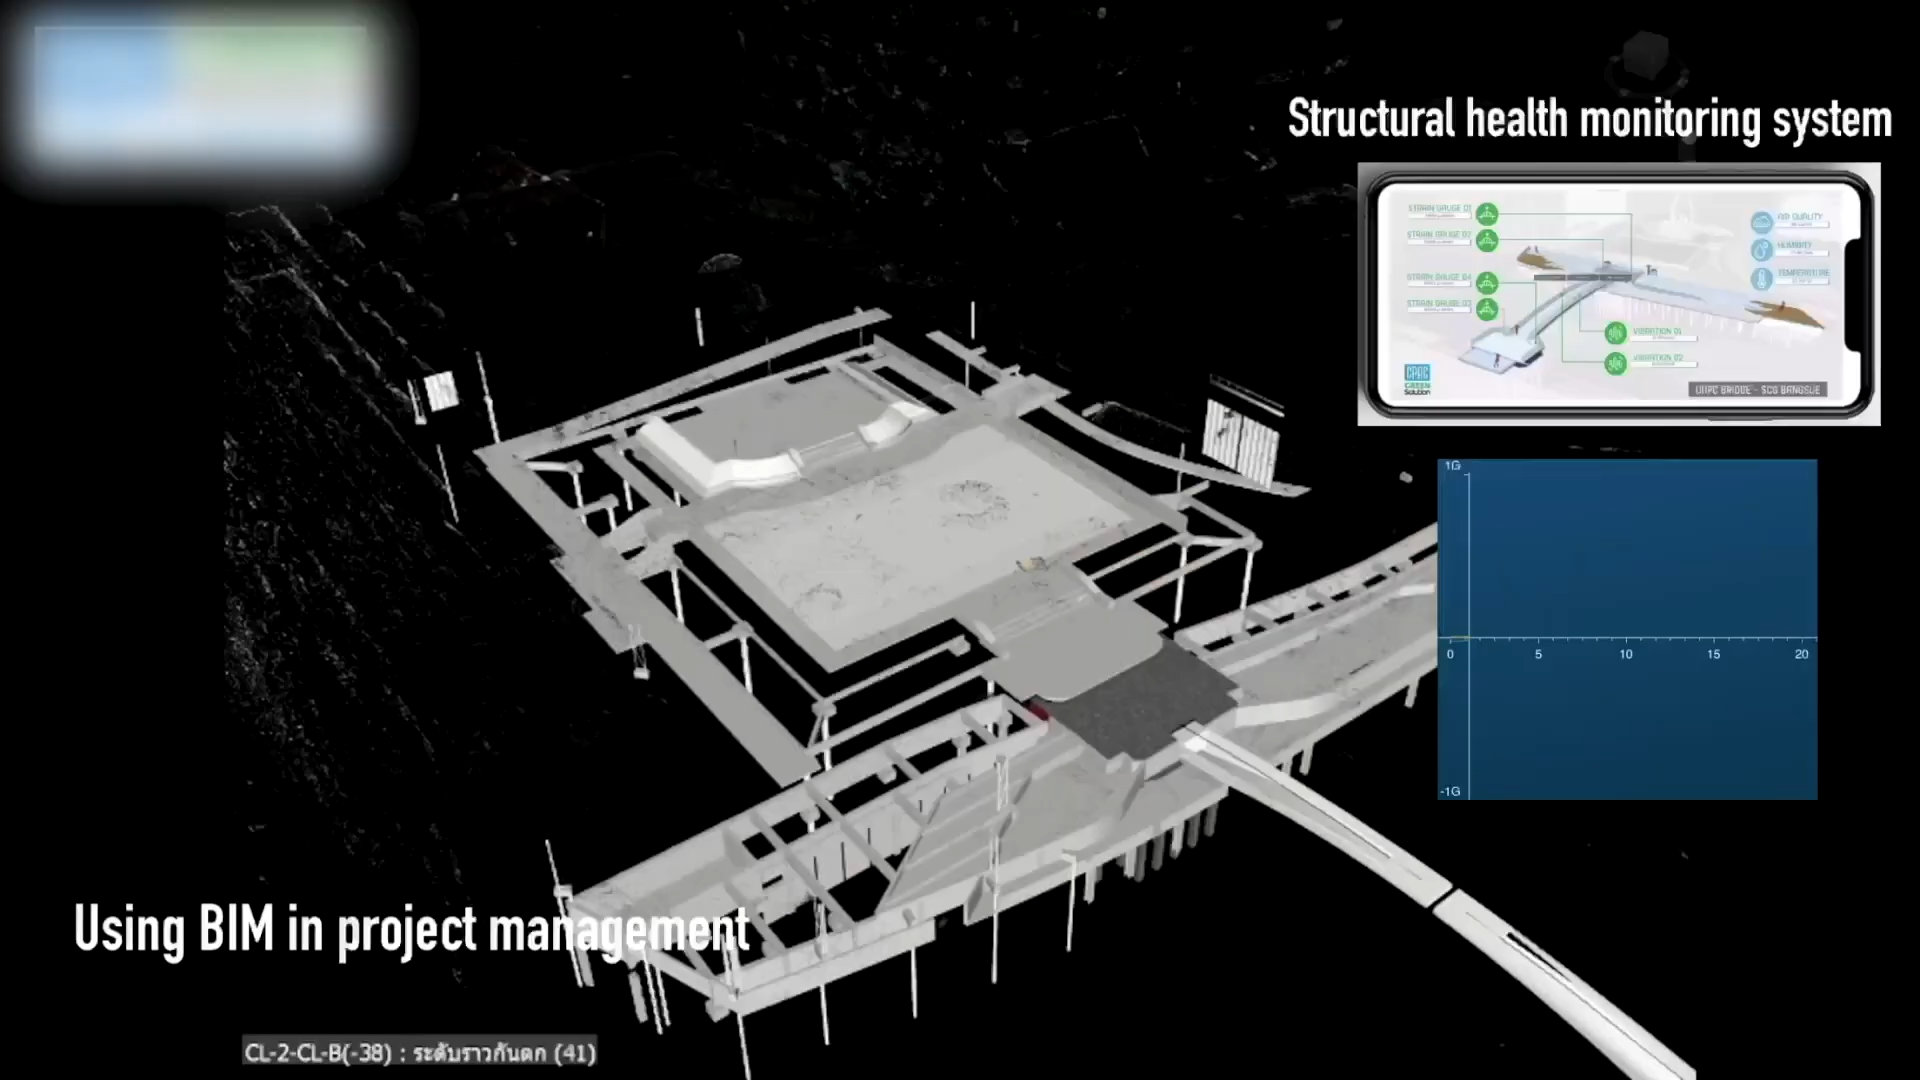 Structural health monitoring system
STRAIN GAUGE 01
STRAIN GAUGE 02
STRAIN GAUGE 04
STRAIN GAUGE 03
AIR QUALITY
HUMIDITY
TEMPERATURE
VIBRATION 01
VIBRATION 02
CPAC
GREEN
Solution
UHPC BRIDGE - SCG BANGSUE
1G
0 5 10 15 20
-1G
Using BIM in project management
CL-2-CL-B(-38) : ระดับราวกันตก (41)